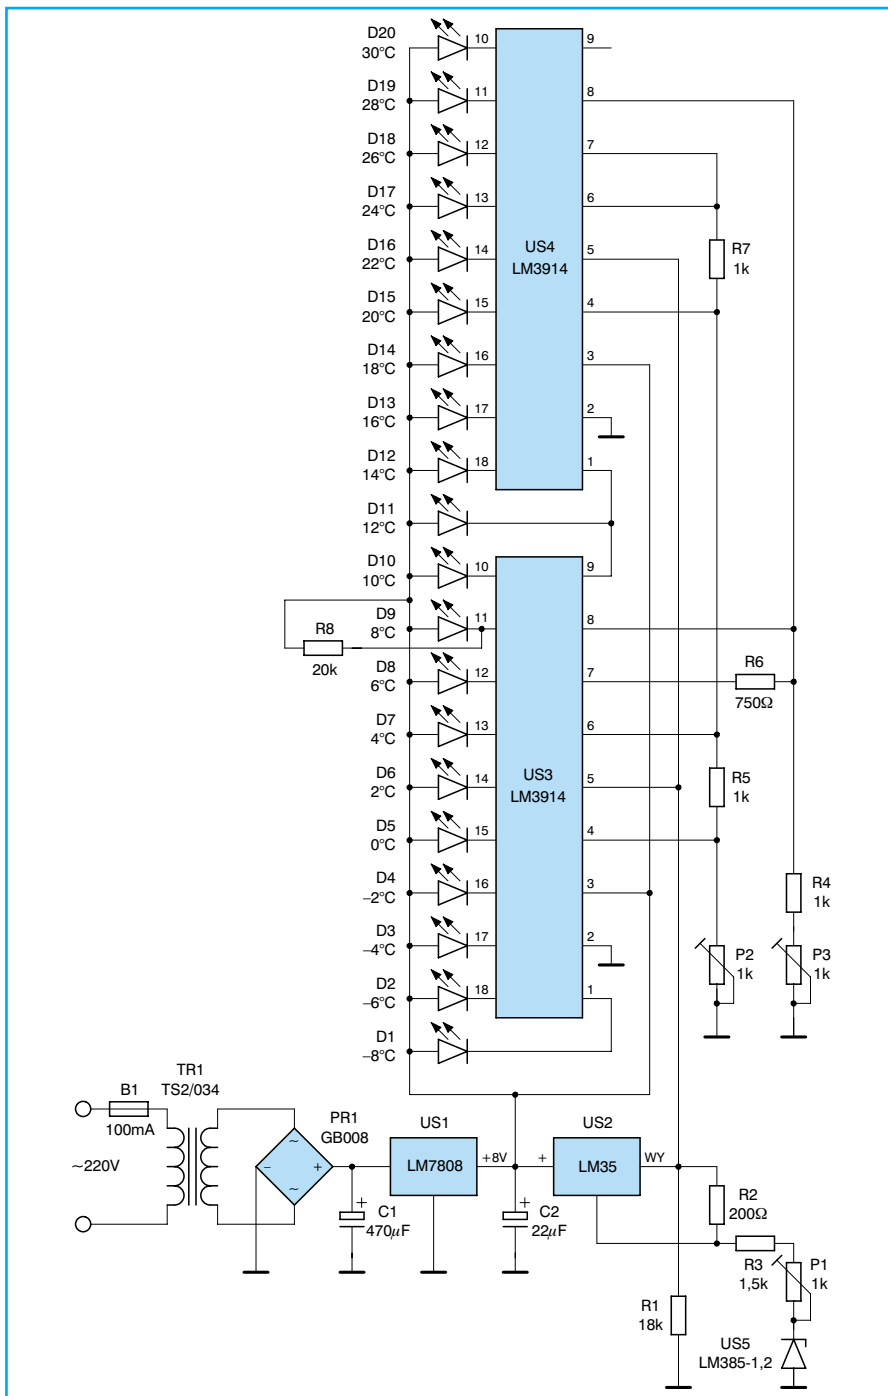 D20
30°C
10
9
D19
28°C
11
8
D18
26°C
12
7
D17
24°C
13
6
D16
22°C
14
US4
LM3914
5
R7
1k
D15
20°C
15
4
D14
18°C
16
3
D13
16°C
17
2
D12
14°C
18
1
D11
12°C
D10
10°C
10
9
D9
8°C
11
8
R8
20k
D8
6°C
12
7
R6
750Ω
D7
4°C
13
6
D6
2°C
14
US3
LM3914
5
R5
1k
D5
0°C
15
4
D4
–2°C
16
3
R4
1k
D3
–4°C
17
2
P2
1k
P3
1k
D2
–6°C
18
1
D1
–8°C
B1
100mA
TR1
TS2/034
~220V
PR1
GB008
~
–
+
~
US1
LM7808
+8V
+
US2
LM35
WY
+
C1
470µF
+
C2
22µF
R2
200Ω
R3
1,5k
P1
1k
R1
18k
US5
LM385-1,2